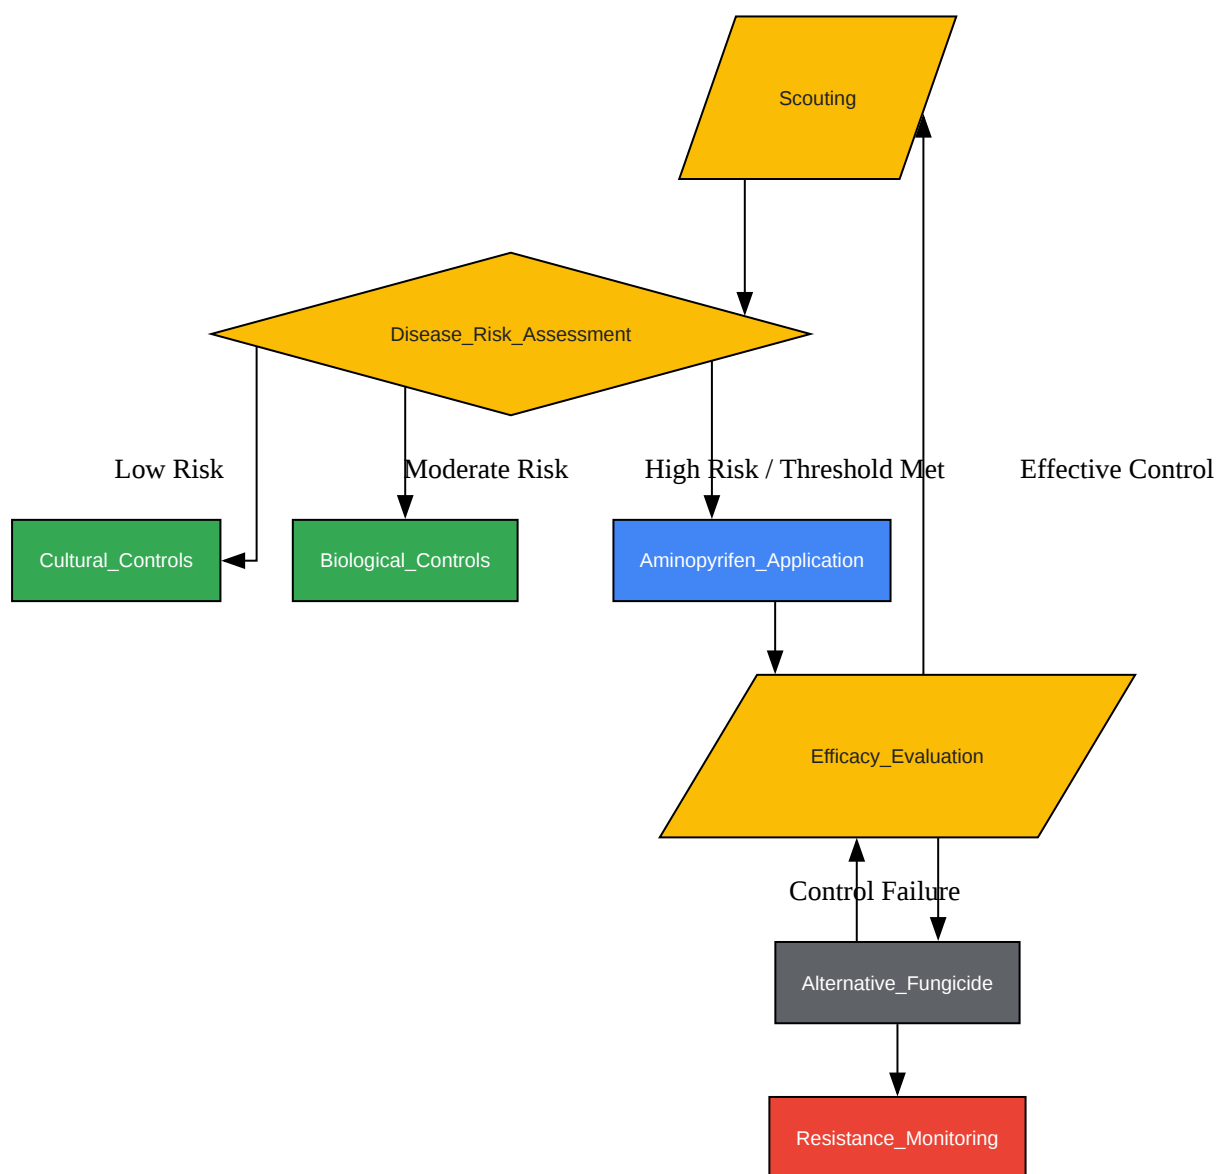 Scouting
Disease_Risk_Assessment
Low Risk
Moderate Risk
High Risk / Threshold Met
Effective Control
Cultural_Controls
Biological_Controls
Aminopyrifen_Application
Efficacy_Evaluation
Control Failure
Alternative_Fungicide
Resistance_Monitoring